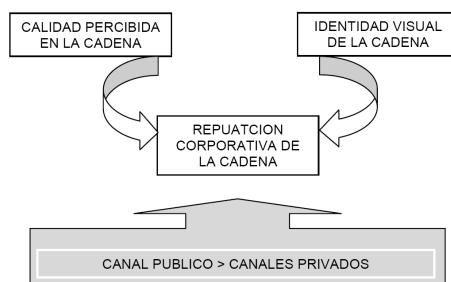 CALIDAD PERCIBIDA
EN LA CADENA
IDENTIDAD VISUAL
DE LA CADENA
REPUATCION
CORPORATIVA DE
LA CADENA
CANAL PUBLICO > CANALES PRIVADOS